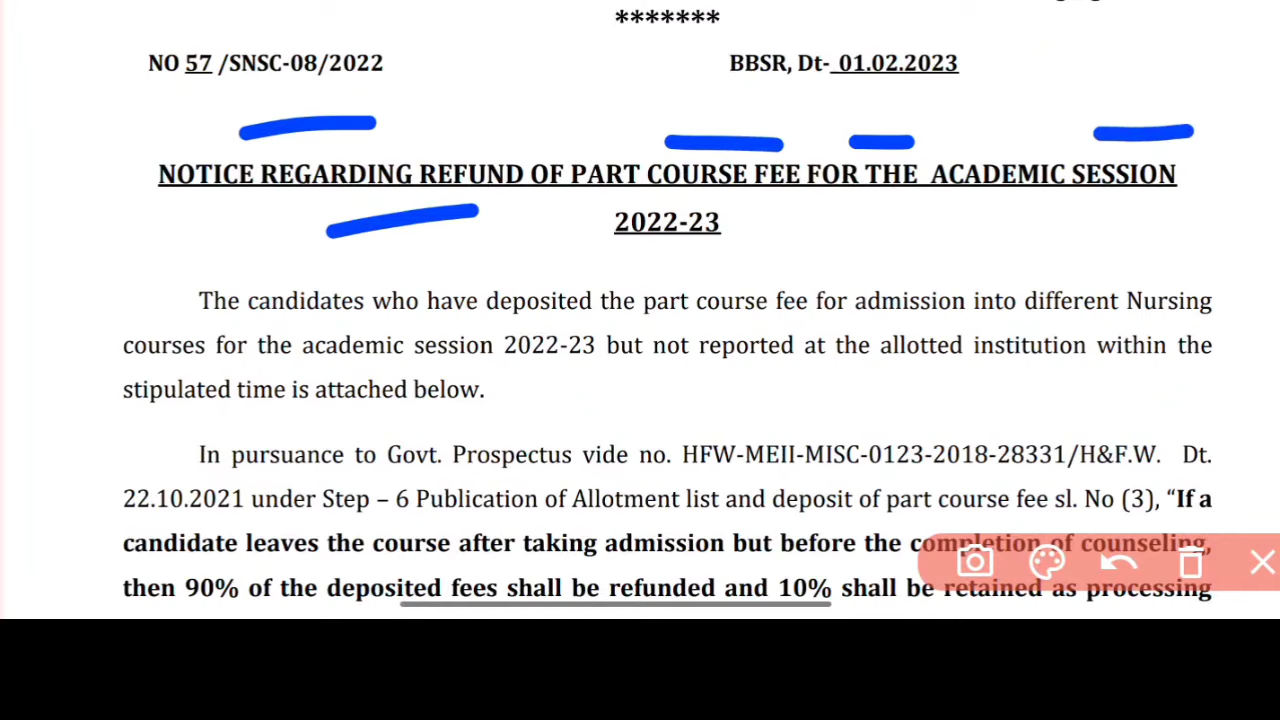 *******
NO 57 /SNSC-08/2022 BBSR, Dt- 01.02.2023
NOTICE REGARDING REFUND OF PART COURSE FEE FOR THE ACADEMIC SESSION
2022-23
The candidates who have deposited the part course fee for admission into different Nursing
courses for the academic session 2022-23 but not reported at the allotted institution within the
stipulated time is attached below.
In pursuance to Govt. Prospectus vide no. HFW-MEII-MISC-0123-2018-28331/H&F.W. Dt.
22.10.2021 under Step – 6 Publication of Allotment list and deposit of part course fee sl. No (3), “If a
candidate leaves the course after taking admission but before the completion of counseling,
then 90% of the deposited fees shall be refunded and 10% shall be retained as processing